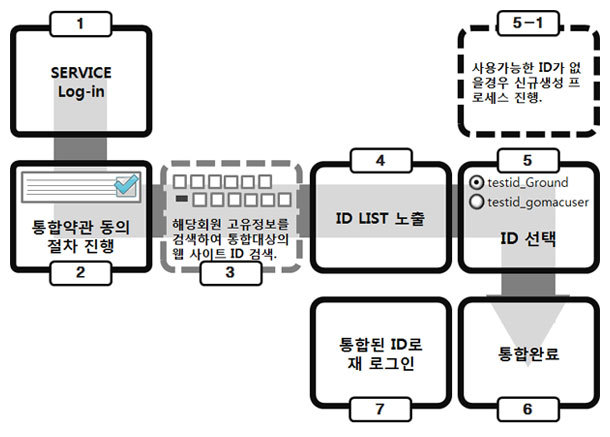 1
SERVICE
Log-in
5-1
사용가능한 ID가 없
을경우 신규생성 프
로세스 진행.
통합약관 동의
절차 진행
2
해당회원 고유정보를
검색하여 통합대상의
웹 사이트 ID 검색.
3
4
ID LIST 노출
5
testid_Ground
testid_gomacuser
ID 선택
통합완료
6
통합된 ID로
재 로그인
7